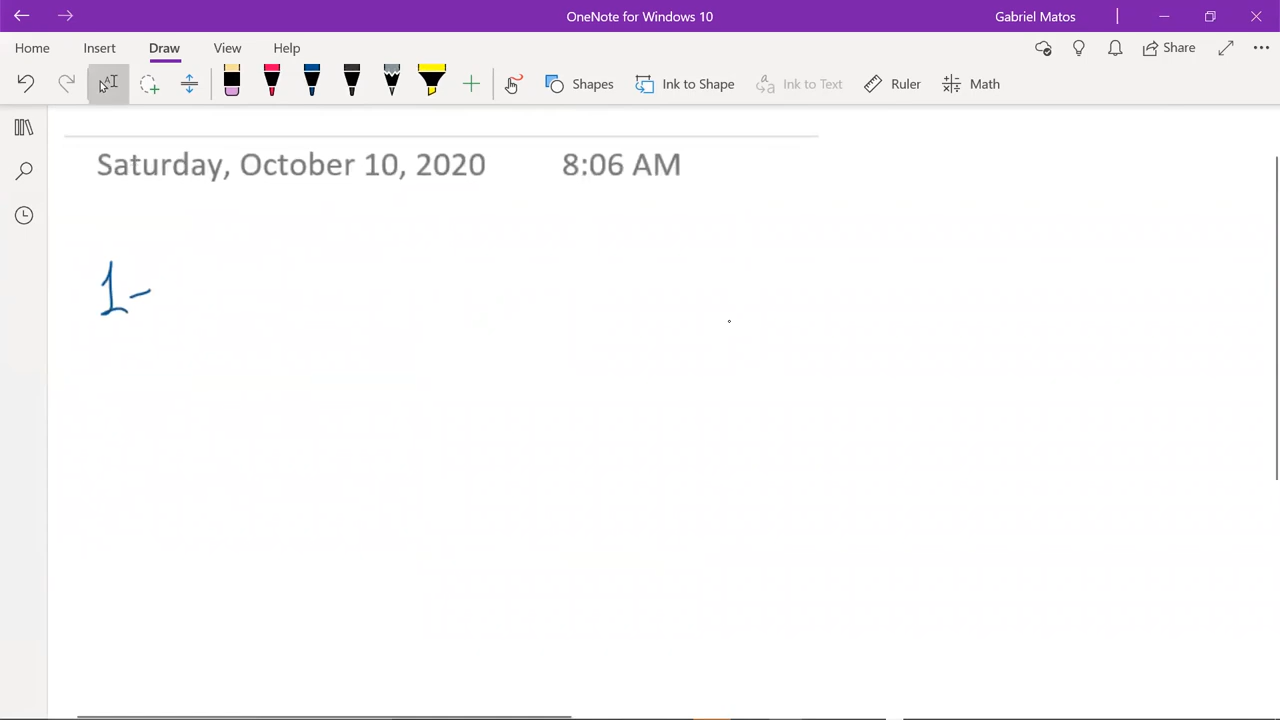 OneNote for Windows 10
Gabriel Matos
Home Insert Draw View Help
Share
Shapes Ink to Shape Ink to Text Ruler Math
Saturday, October 10, 2020 8:06 AM
1-